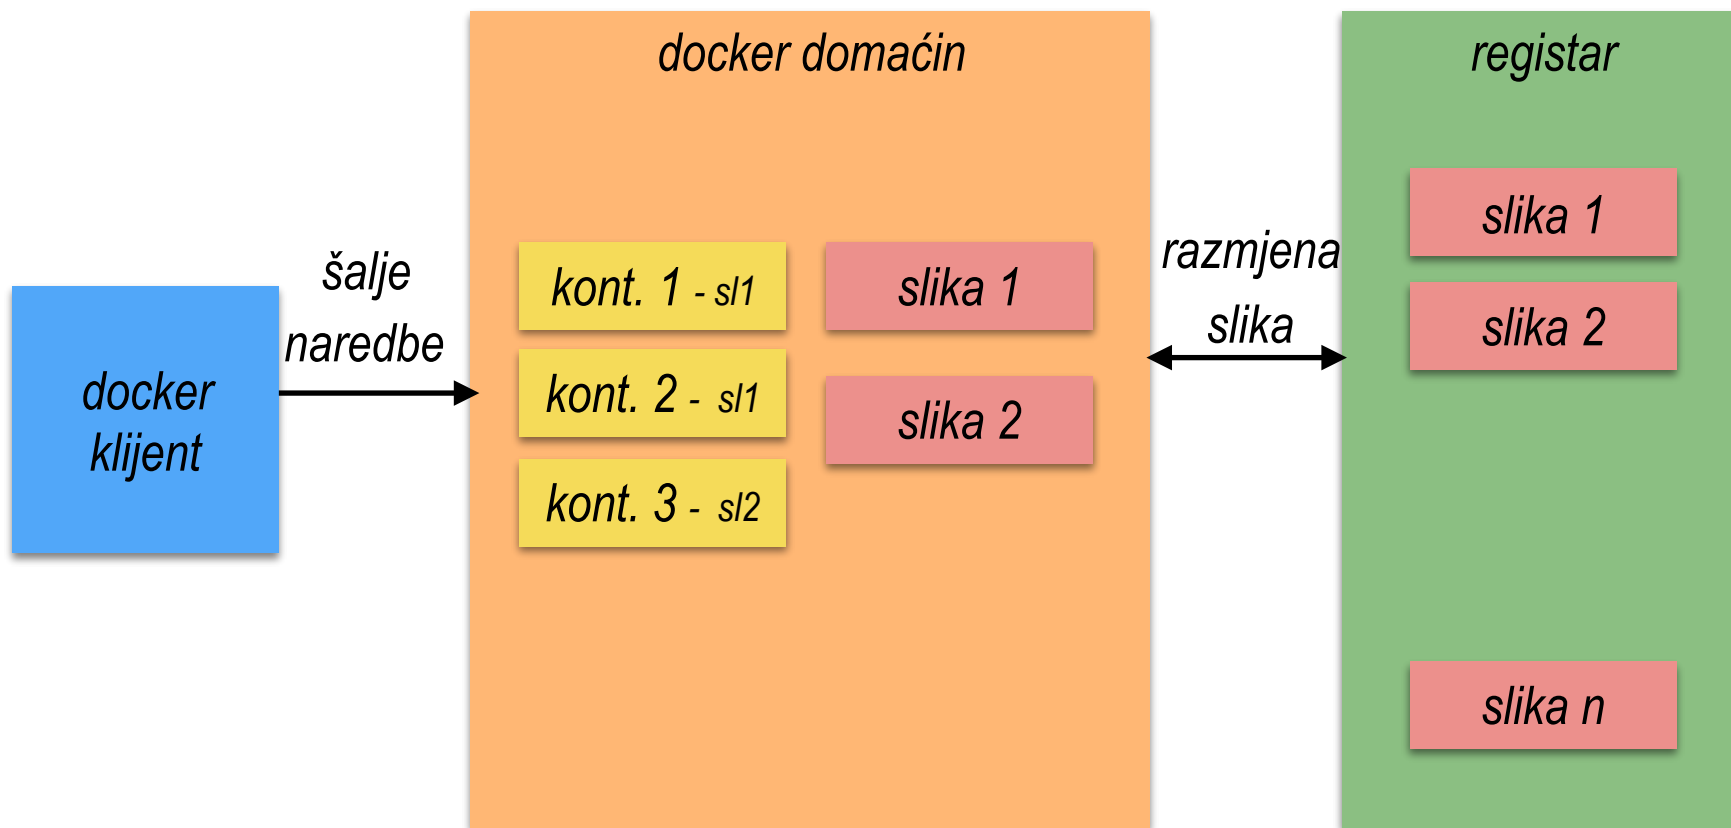 docker domaćin
registar
šalje
naredbe
docker
klijent
kont. 1 - sl1
kont. 2 - sl1
kont. 3 - sl2
slika 1
slika 2
razmjena
slika
slika 1
slika 2
slika n